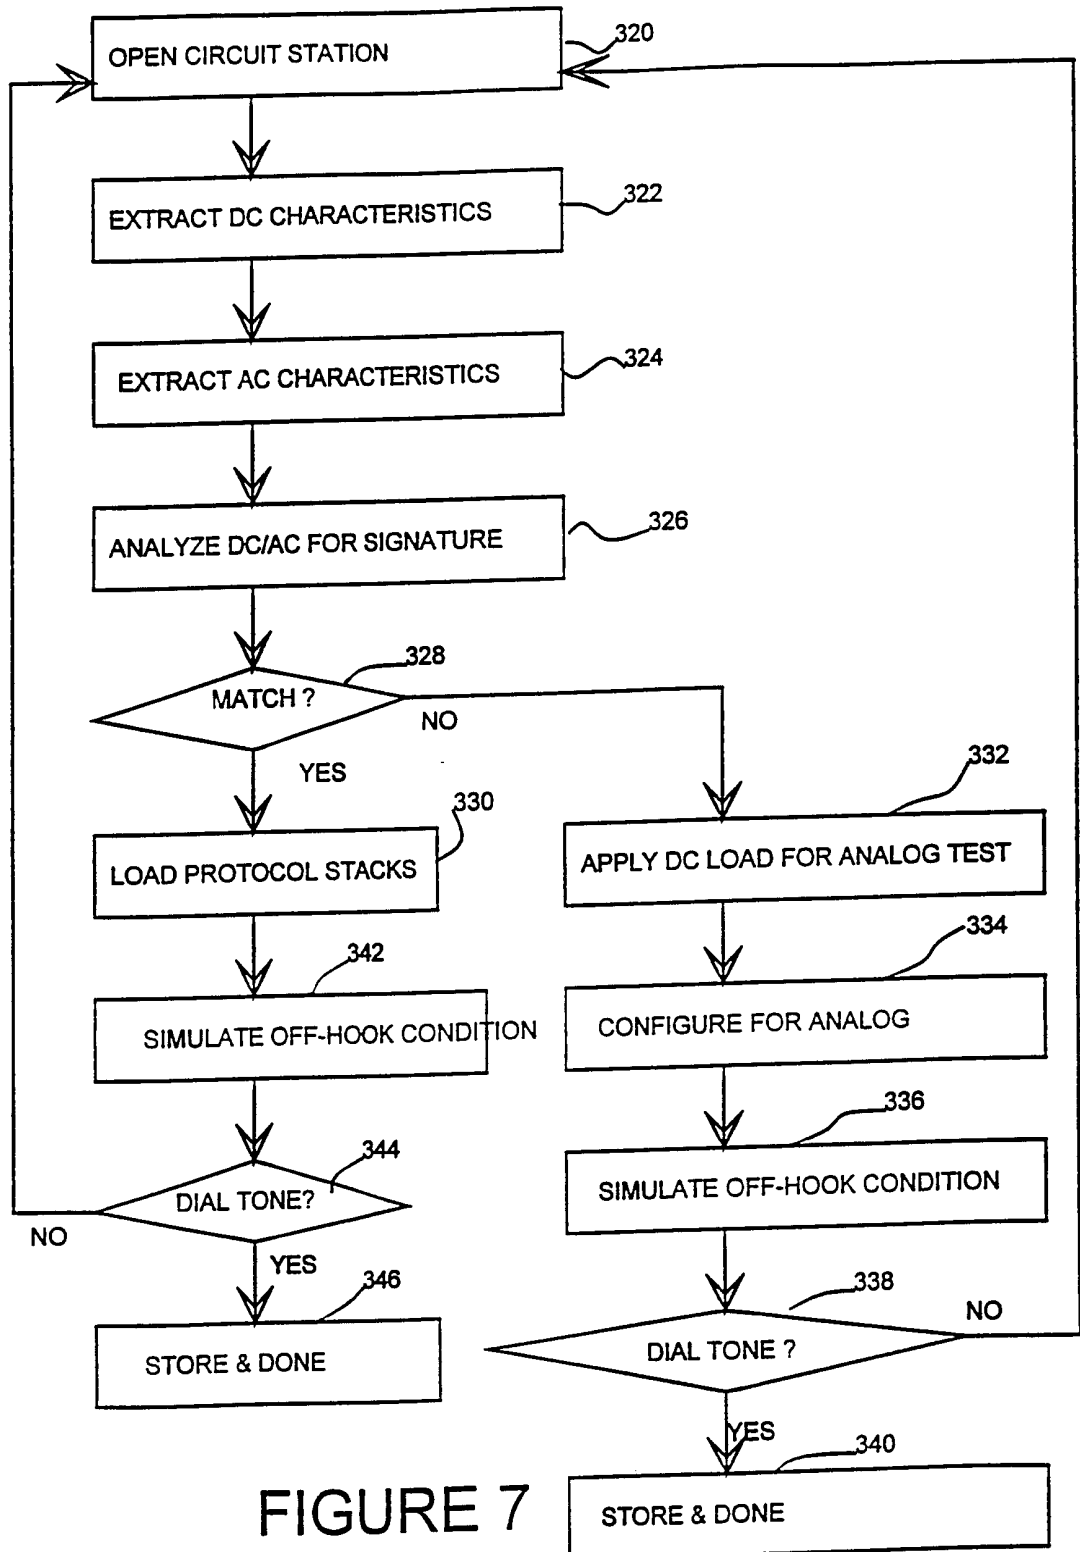 OPEN CIRCUIT STATION
320
EXTRACT DC CHARACTERISTICS
322
EXTRACT AC CHARACTERISTICS
324
ANALYZE DC/AC FOR SIGNATURE
326
MATCH ?
328
NO
YES
330
LOAD PROTOCOL STACKS
342
SIMULATE OFF-HOOK CONDITION
344
DIAL TONE?
NO
YES
346
STORE & DONE
332
APPLY DC LOAD FOR ANALOG TEST
334
CONFIGURE FOR ANALOG
336
SIMULATE OFF-HOOK CONDITION
338
DIAL TONE ?
NO
YES
340
STORE & DONE
FIGURE 7